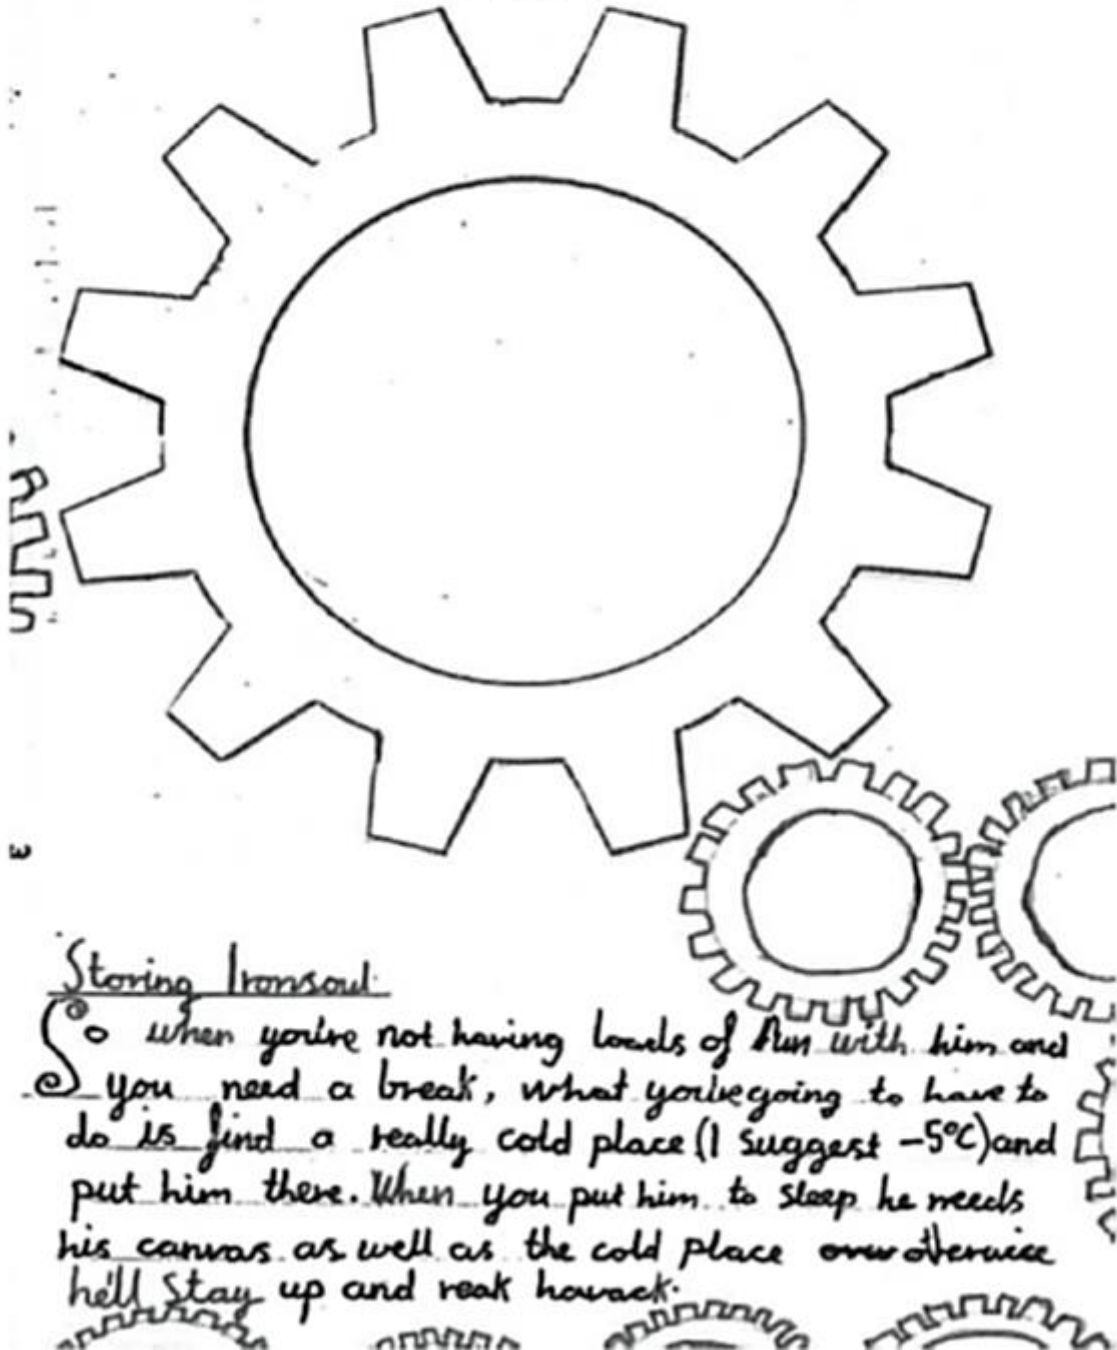 3
Storing Ironsoul.
So when you're not having loads of fun with him and
you need a break, what you're going to have to
do is find a really cold place (I suggest -5°C) and
put him there. When you put him to sleep he needs
his canvas as well as the cold place otherwise
he'll stay up and reak havack.